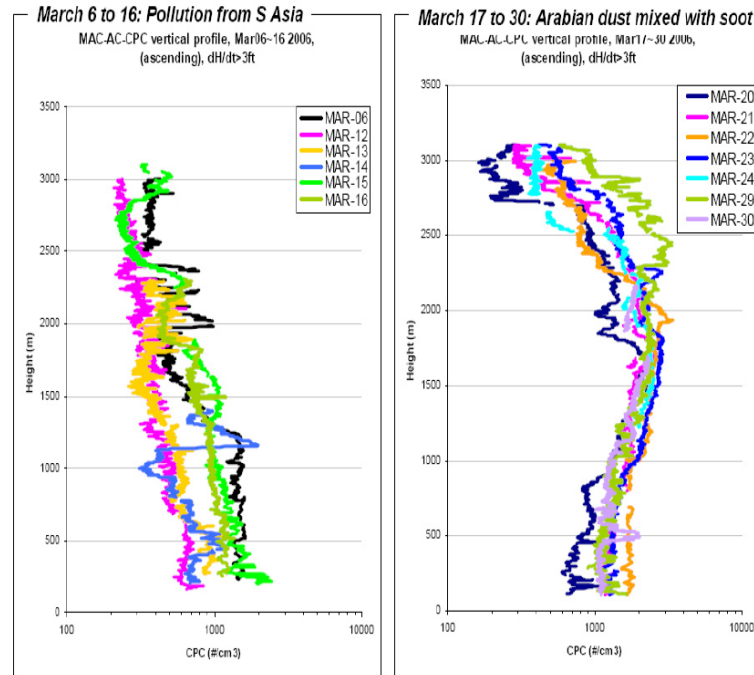 March 6 to 16: Pollution from S Asia
MAC-AC-CPC vertical profile, Mar06~16 2006,
(ascending), dH/dt>3ft
3500
3000
2500
2000
1500
1000
500
0
Height (m)
MAR-06
MAR-12
MAR-13
MAR-14
MAR-15
MAR-16
100
1000
10000
CPC (#/cm3)
March 17 to 30: Arabian dust mixed with soot
MAC-AC-CPC vertical profile, Mar17~30 2006,
(ascending), dH/dt>3ft
3500
3000
2500
2000
1500
1000
500
0
Height (m)
MAR-20
MAR-21
MAR-22
MAR-23
MAR-24
MAR-29
MAR-30
100
1000
10000
CPC (#/cm3)